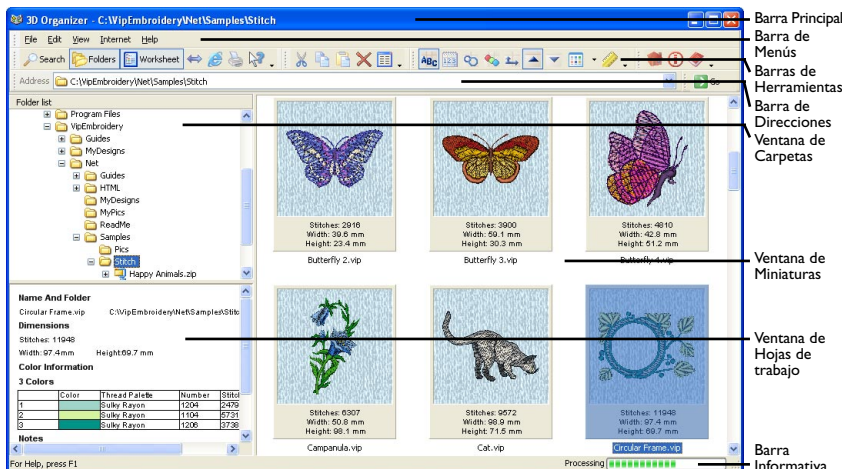 3D Organizer - C:\VipEmbroidery\Net\Samples\Stitch
File Edit View Internet Help
Search Folders Worksheet ABC 123
Address C:\VipEmbroidery\Net\Samples\Stitch Go
Folder list
Program Files
VipEmbroidery
Guides
MyDesigns
Net
Guides
HTML
MyDesigns
MyPics
ReadMe
Samples
Pics
Stitch
Happy Animals.zip
Name And Folder
Circular Frame.vip C:\VipEmbroidery\Net\Samples\Stitc
Dimensions
Stitches: 11948
Width: 97.4mm Height:69.7 mm
Color Information
3 Colors
Color Thread Palette Number Stitcl
1 Sulky Rayon 1204 2479
2 Sulky Rayon 1104 5731
3 Sulky Rayon 1206 3738
Notes
Stitches: 2916
Width: 39.6 mm
Height: 23.4 mm
Butterfly 2.vip
Stitches: 3900
Width: 59.1 mm
Height: 30.3 mm
Butterfly 3.vip
Stitches: 4810
Width: 42.8 mm
Height: 51.2 mm
Butterfly 4.vip
Stitches: 6307
Width: 50.8 mm
Height: 98.1 mm
Campanula.vip
Stitches: 9572
Width: 98.9 mm
Height: 71.5 mm
Cat.vip
Stitches: 11948
Width: 97.4 mm
Height: 69.7 mm
Circular Frame.vip
For Help, press F1
Processing
Barra Principal
Barra de
Menús
Barras de
Herramientas
Barra de
Direcciones
Ventana de
Carpetas
Ventana de
Miniaturas
Ventana de
Hojas de
trabajo
Barra
Informativa